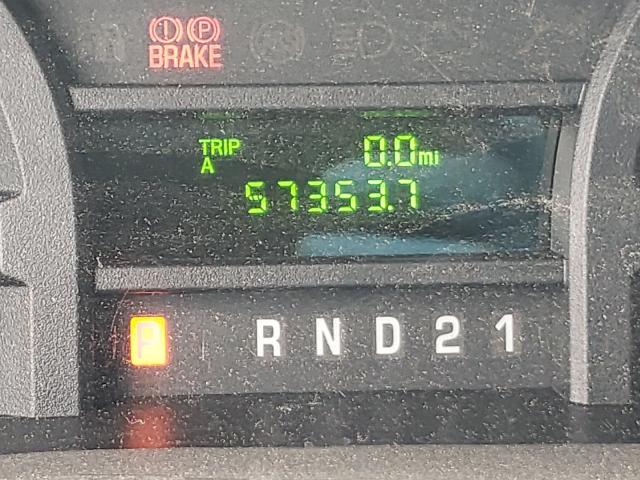 (!) (P)
BRAKE
TRIP 0.0mi
A
57353.7
P R N D 2 1